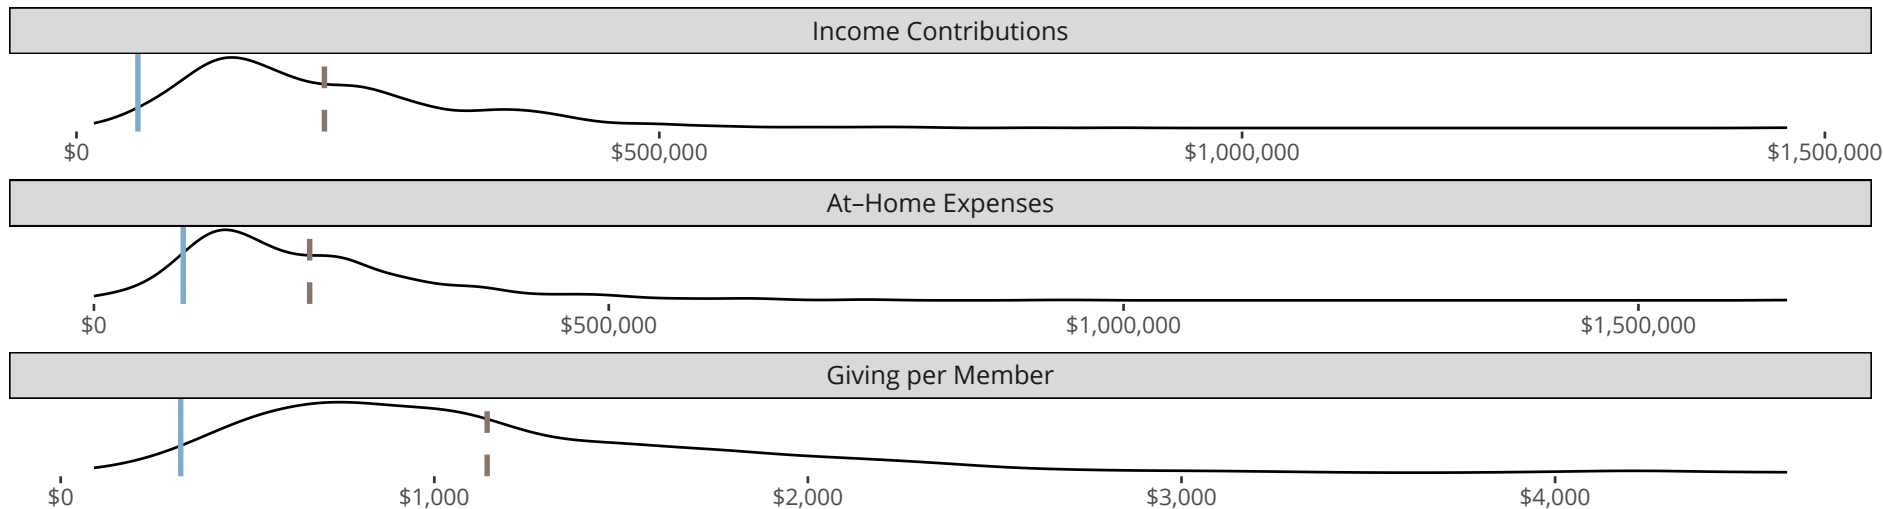 Income Contributions
$0 $500,000 $1,000,000 $1,500,000
At–Home Expenses
$0 $500,000 $1,000,000 $1,500,000
Giving per Member
$0 $1,000 $2,000 $3,000 $4,000